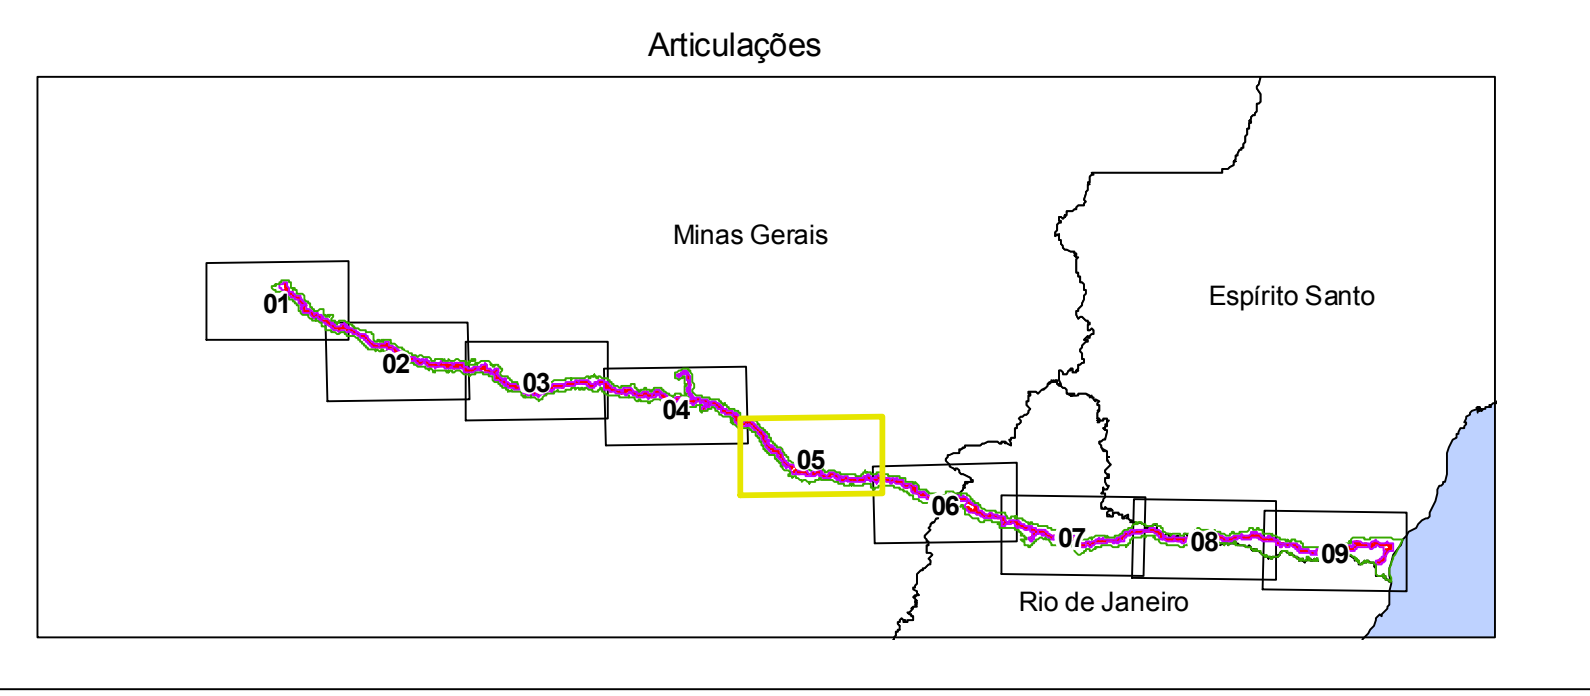 Articulações
Minas Gerais
Espírito Santo
01
02
03
04
05
06
07
08
09
Rio de Janeiro